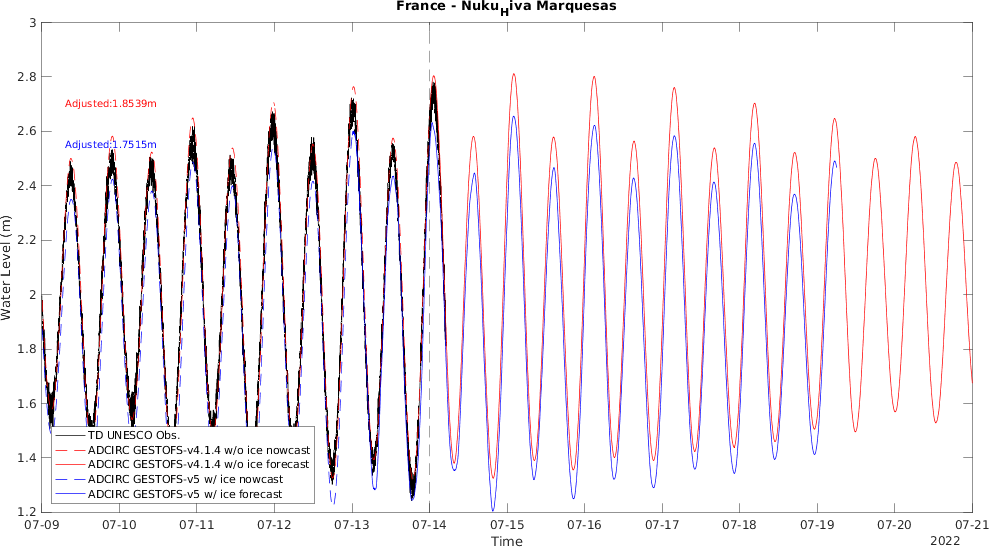 France - Nuku Hiva Marquesas
3
2.8
2.6
2.4
2.2
2
1.8
1.6
1.4
1.2
Water Level (m)
Adjusted:1.8539m
Adjusted:1.7515m
TD UNESCO Obs.
ADCIRC GESTOFS-v4.1.4 w/o ice nowcast
ADCIRC GESTOFS-v4.1.4 w/o ice forecast
ADCIRC GESTOFS-v5 w/ ice nowcast
ADCIRC GESTOFS-v5 w/ ice forecast
07-09 07-10 07-11 07-12 07-13 07-14 07-15 07-16 07-17 07-18 07-19 07-20 07-21
Time
2022